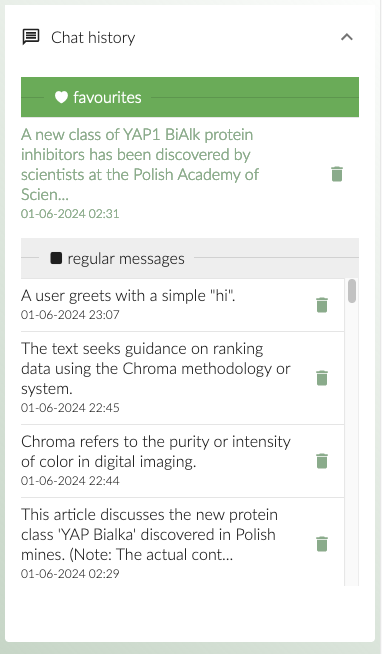 Chat history
favourites
A new class of YAP1 BiAlk protein
inhibitors has been discovered by
scientists at the Polish Academy of
Scien...
01-06-2024 02:31
regular messages
A user greets with a simple "hi".
01-06-2024 23:07
The text seeks guidance on ranking
data using the Chroma methodology or
system.
01-06-2024 22:45
Chroma refers to the purity or intensity
of color in digital imaging.
01-06-2024 22:44
This article discusses the new protein
class 'YAP Bialka' discovered in Polish
mines. (Note: The actual cont...
01-06-2024 02:29